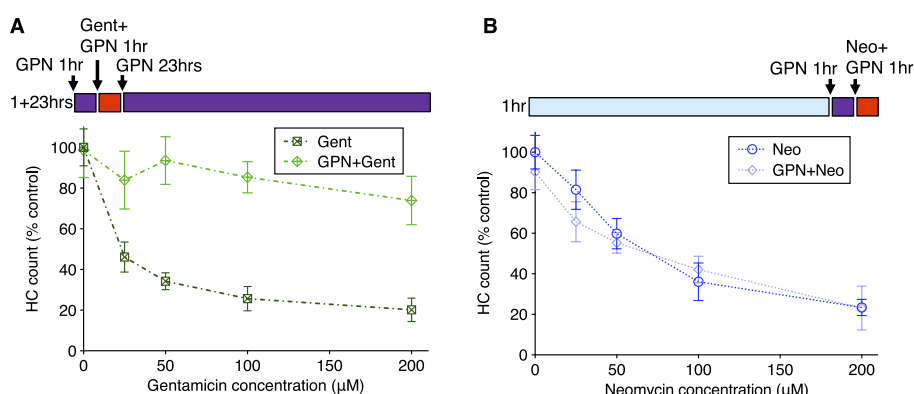 A
Gent+
GPN 1hr
GPN 1hr
GPN 23hrs
1+23hrs
Gent
GPN+Gent
HC count (% control)
100
80
60
40
20
0
0 50 100 150 200
Gentamicin concentration (µM)
B
Neo+
GPN 1hr
GPN 1hr
1hr
Neo
GPN+Neo
HC count (% control)
100
80
60
40
20
0
0 50 100 150 200
Neomycin concentration (µM)